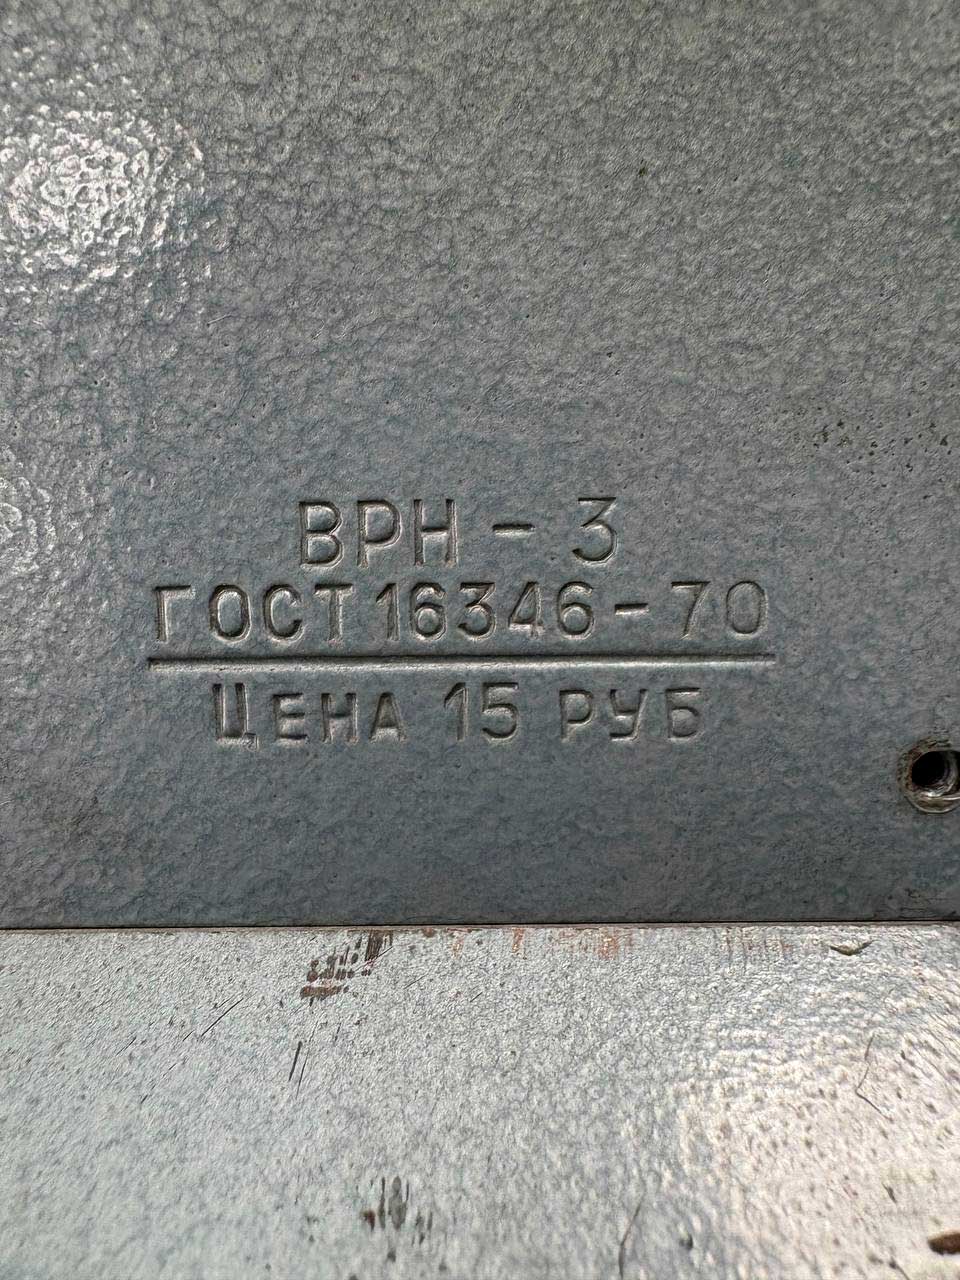 ВРН - 3
ГОСТ 16346-70
ЦЕНА 15 РУБ